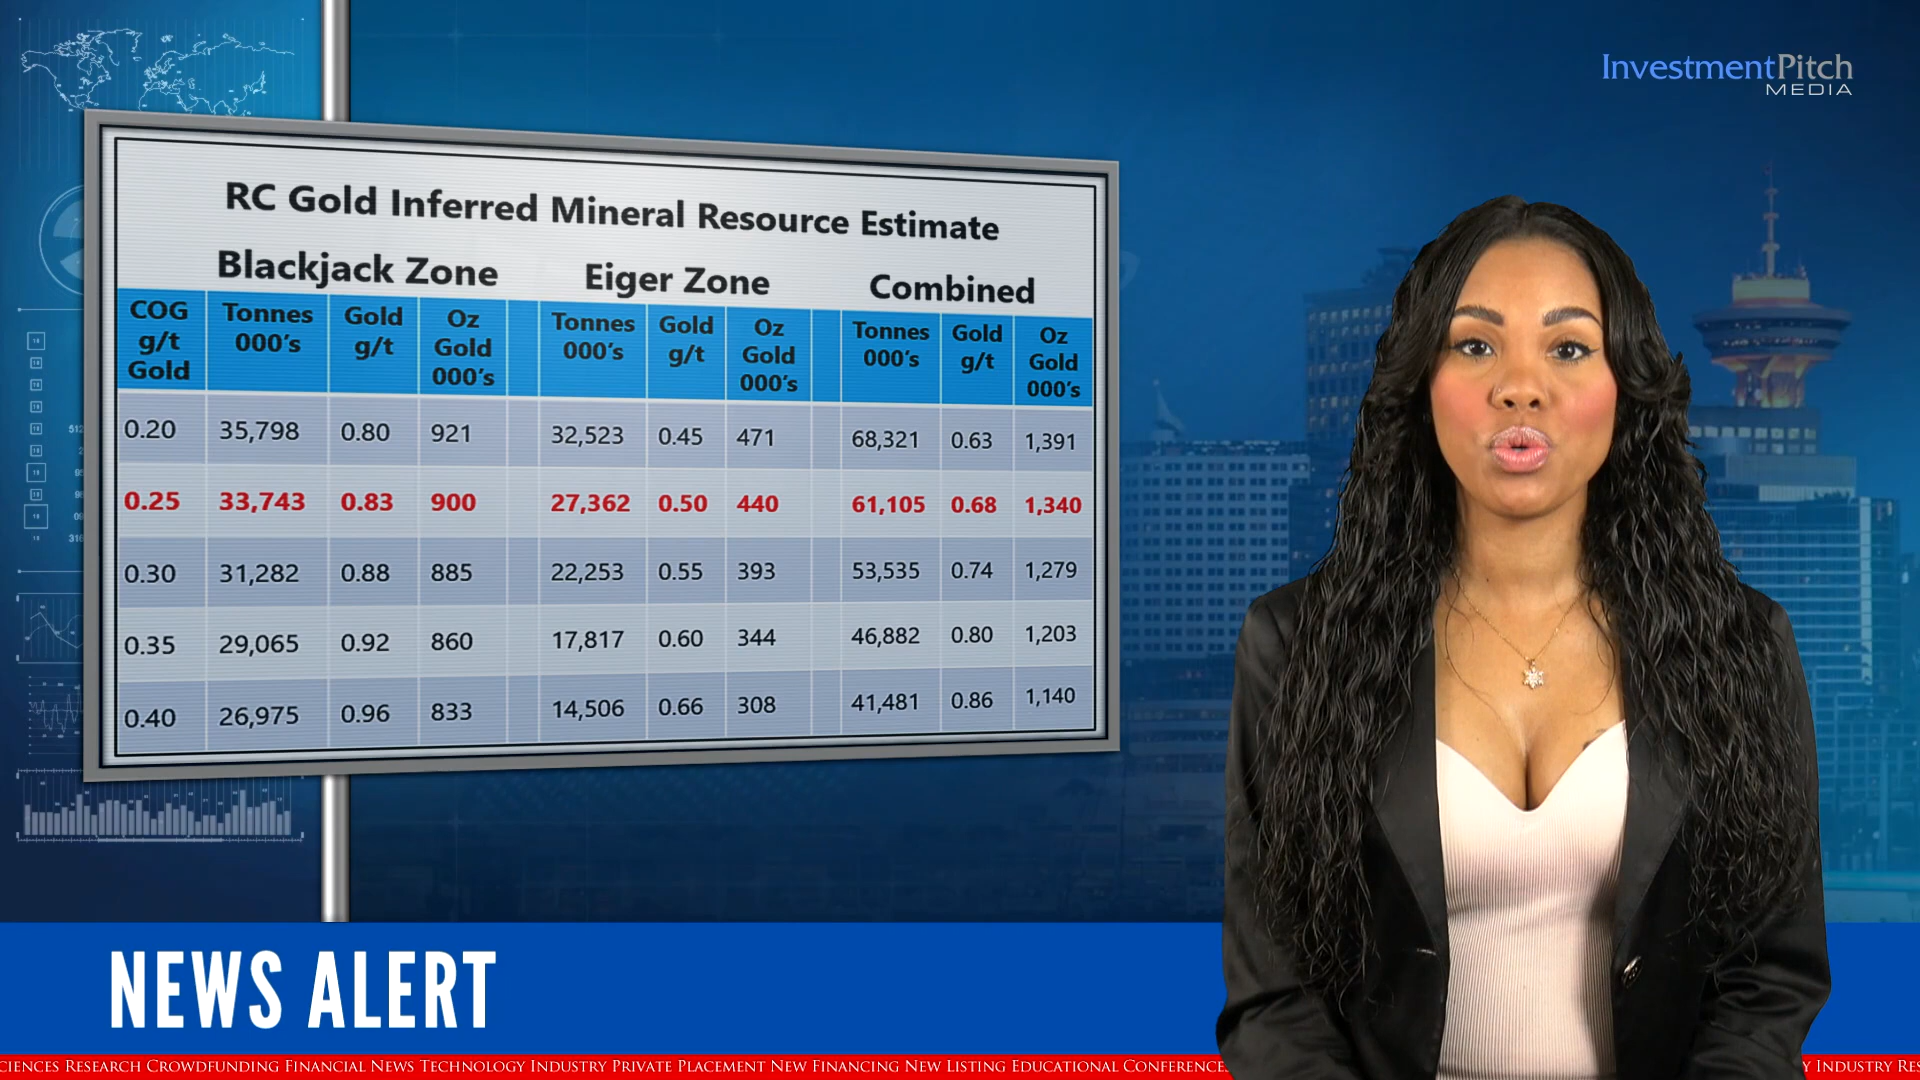 InvestmentPitch
MEDIA
RC Gold Inferred Mineral Resource Estimate
Blackjack Zone Eiger Zone Combined
COG g/t Gold Tonnes 000's Gold g/t Oz Gold 000's Tonnes 000's Gold g/t Oz Gold 000's Tonnes 000's Gold g/t Oz Gold 000's
0.20 35,798 0.80 921 32,523 0.45 471 68,321 0.63 1,391
0.25 33,743 0.83 900 27,362 0.50 440 61,105 0.68 1,340
0.30 31,282 0.88 885 22,253 0.55 393 53,535 0.74 1,279
0.35 29,065 0.92 860 17,817 0.60 344 46,882 0.80 1,203
0.40 26,975 0.96 833 14,506 0.66 308 41,481 0.86 1,140
NEWS ALERT
CIENCES RESEARCH CROWDFUNDING FINANCIAL NEWS TECHNOLOGY INDUSTRY PRIVATE PLACEMENT NEW FINANCING NEW LISTING EDUCATIONAL CONFERENCES Y INDUSTRY RES